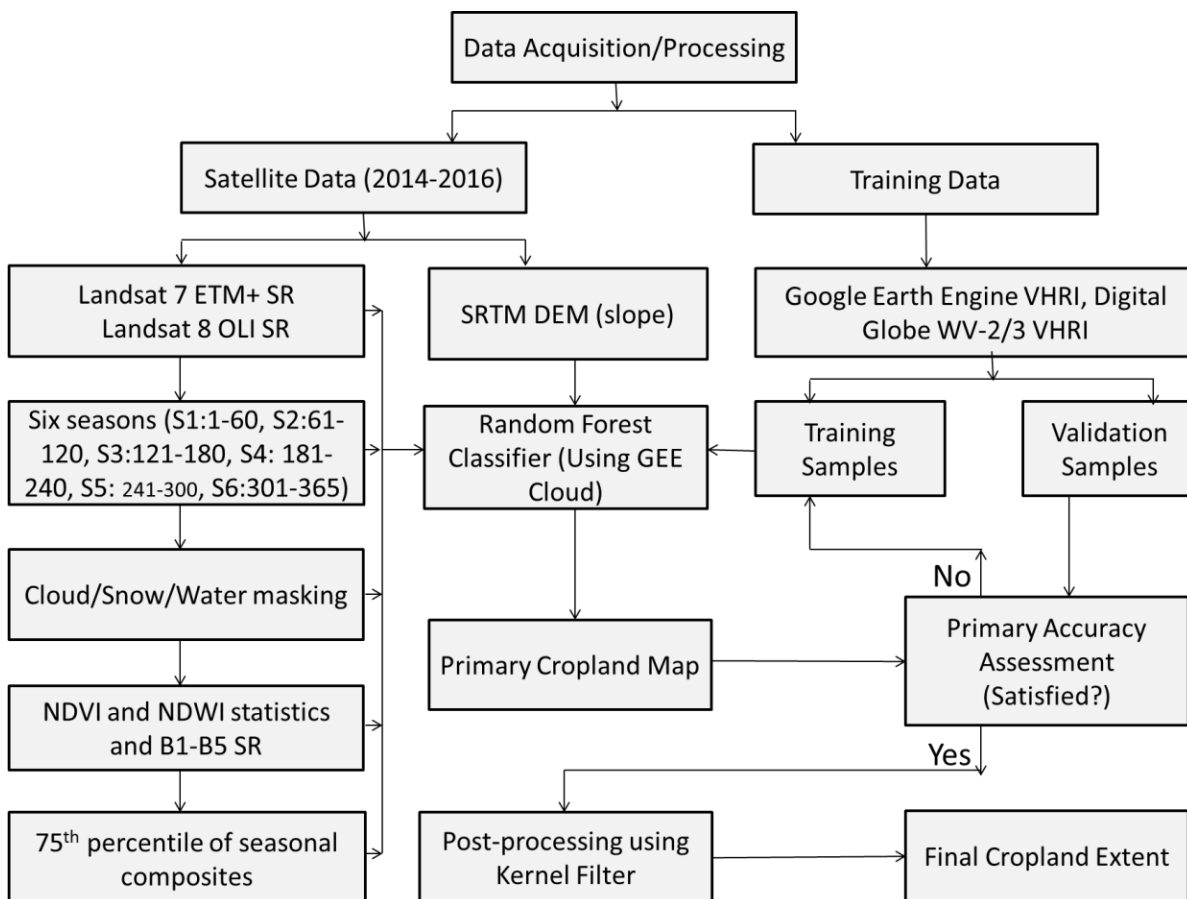 Data Acquisition/Processing
Satellite Data (2014-2016)
Training Data
Landsat 7 ETM+ SR
Landsat 8 OLI SR
SRTM DEM (slope)
Google Earth Engine VHRI, Digital
Globe WV-2/3 VHRI
Six seasons (S1:1-60, S2:61-
120, S3:121-180, S4: 181-
240, S5: 241-300, S6:301-365)
Random Forest
Classifier (Using GEE
Cloud)
Training
Samples
Validation
Samples
Cloud/Snow/Water masking
No
Primary Cropland Map
Primary Accuracy
Assessment
(Satisfied?)
NDVI and NDWI statistics
and B1-B5 SR
Yes
75th percentile of seasonal
composites
Post-processing using
Kernel Filter
Final Cropland Extent